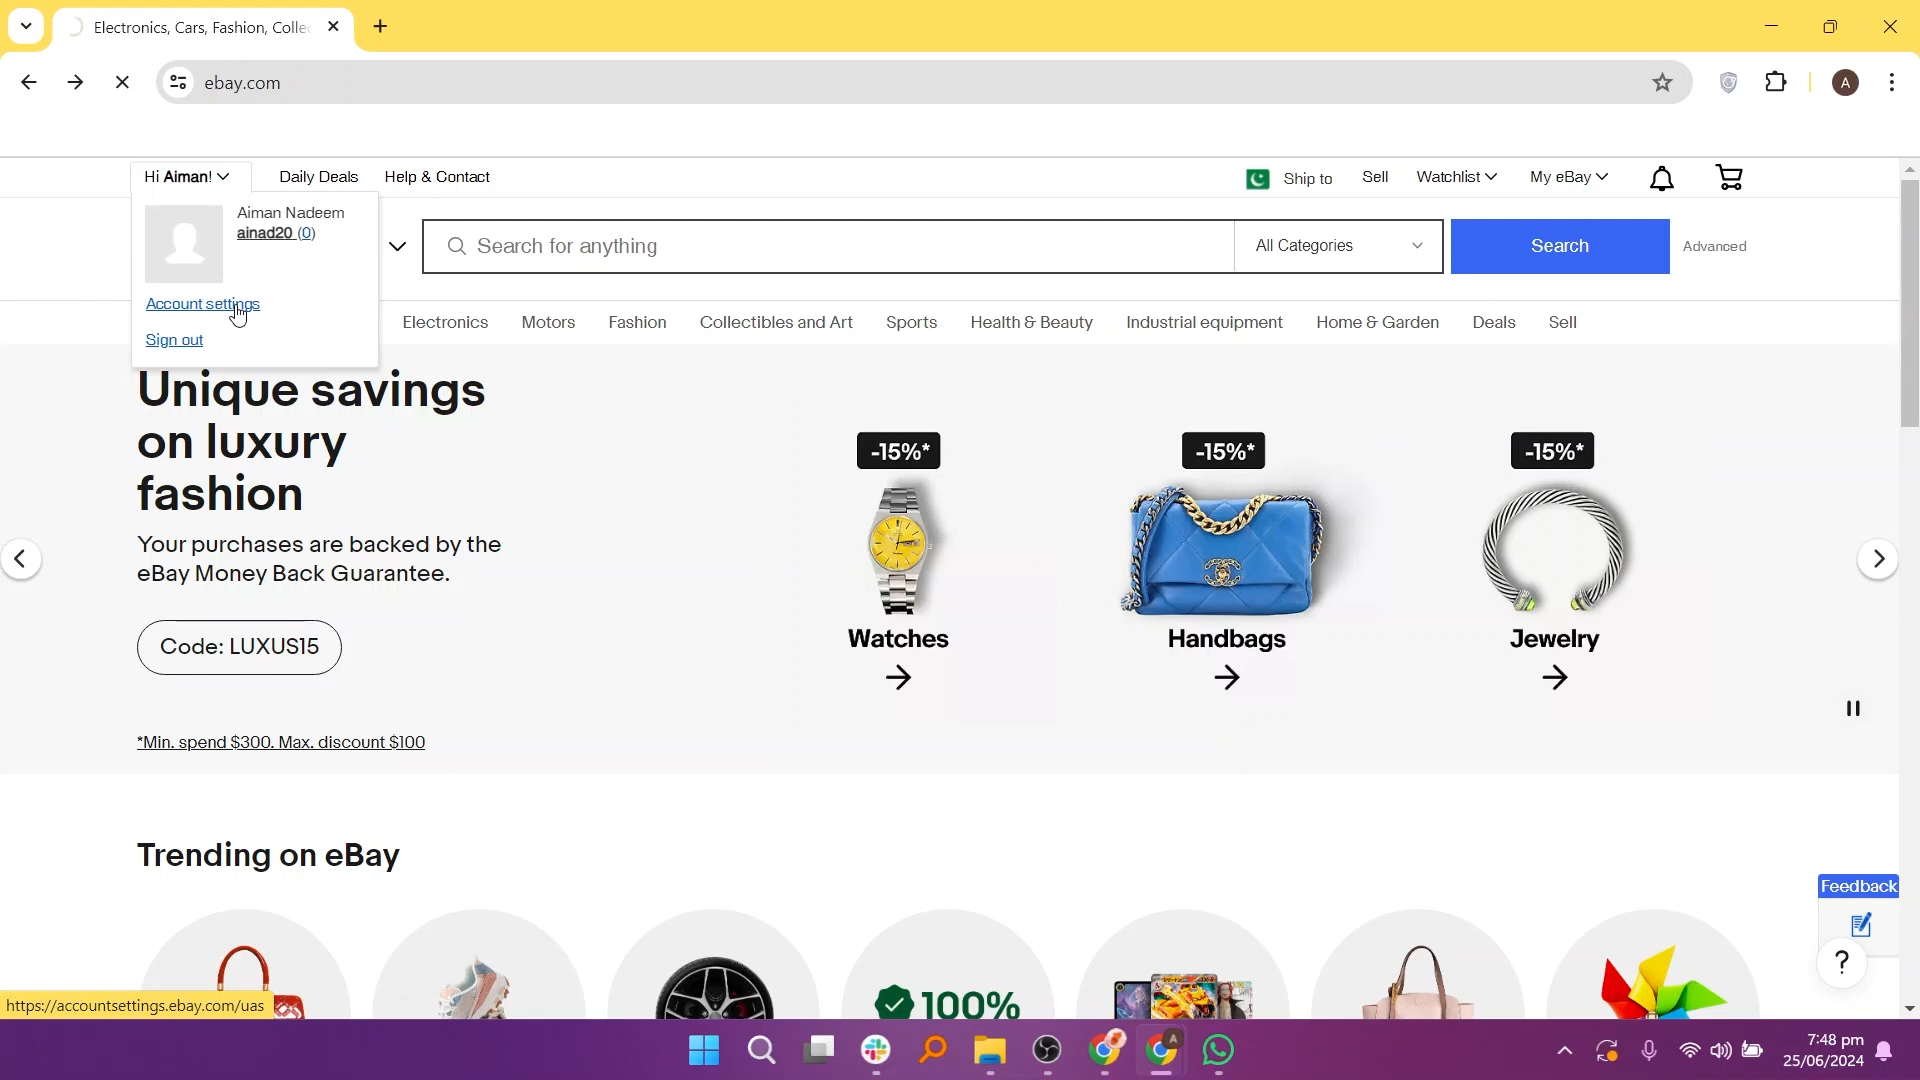 Electronics, Cars, Fashion, Colle
ebay.com
A
Hi Aiman!
Daily Deals
Help & Contact
Ship to
Sell
Watchlist
My eBay
Aiman Nadeem
ainad20 (0)
Account settings
Sign out
Search for anything
All Categories
Search
Advanced
Electronics
Motors
Fashion
Collectibles and Art
Sports
Health & Beauty
Industrial equipment
Home & Garden
Deals
Sell
Unique savings
on luxury
fashion
Your purchases are backed by the
eBay Money Back Guarantee.
Code: LUXUS15
*Min. spend $300. Max. discount $100
-15%*
-15%*
-15%*
Watches
Handbags
Jewelry
Trending on eBay
100%
Feedback
?
https://accountsettings.ebay.com/uas
A
7:48 pm
25/06/2024